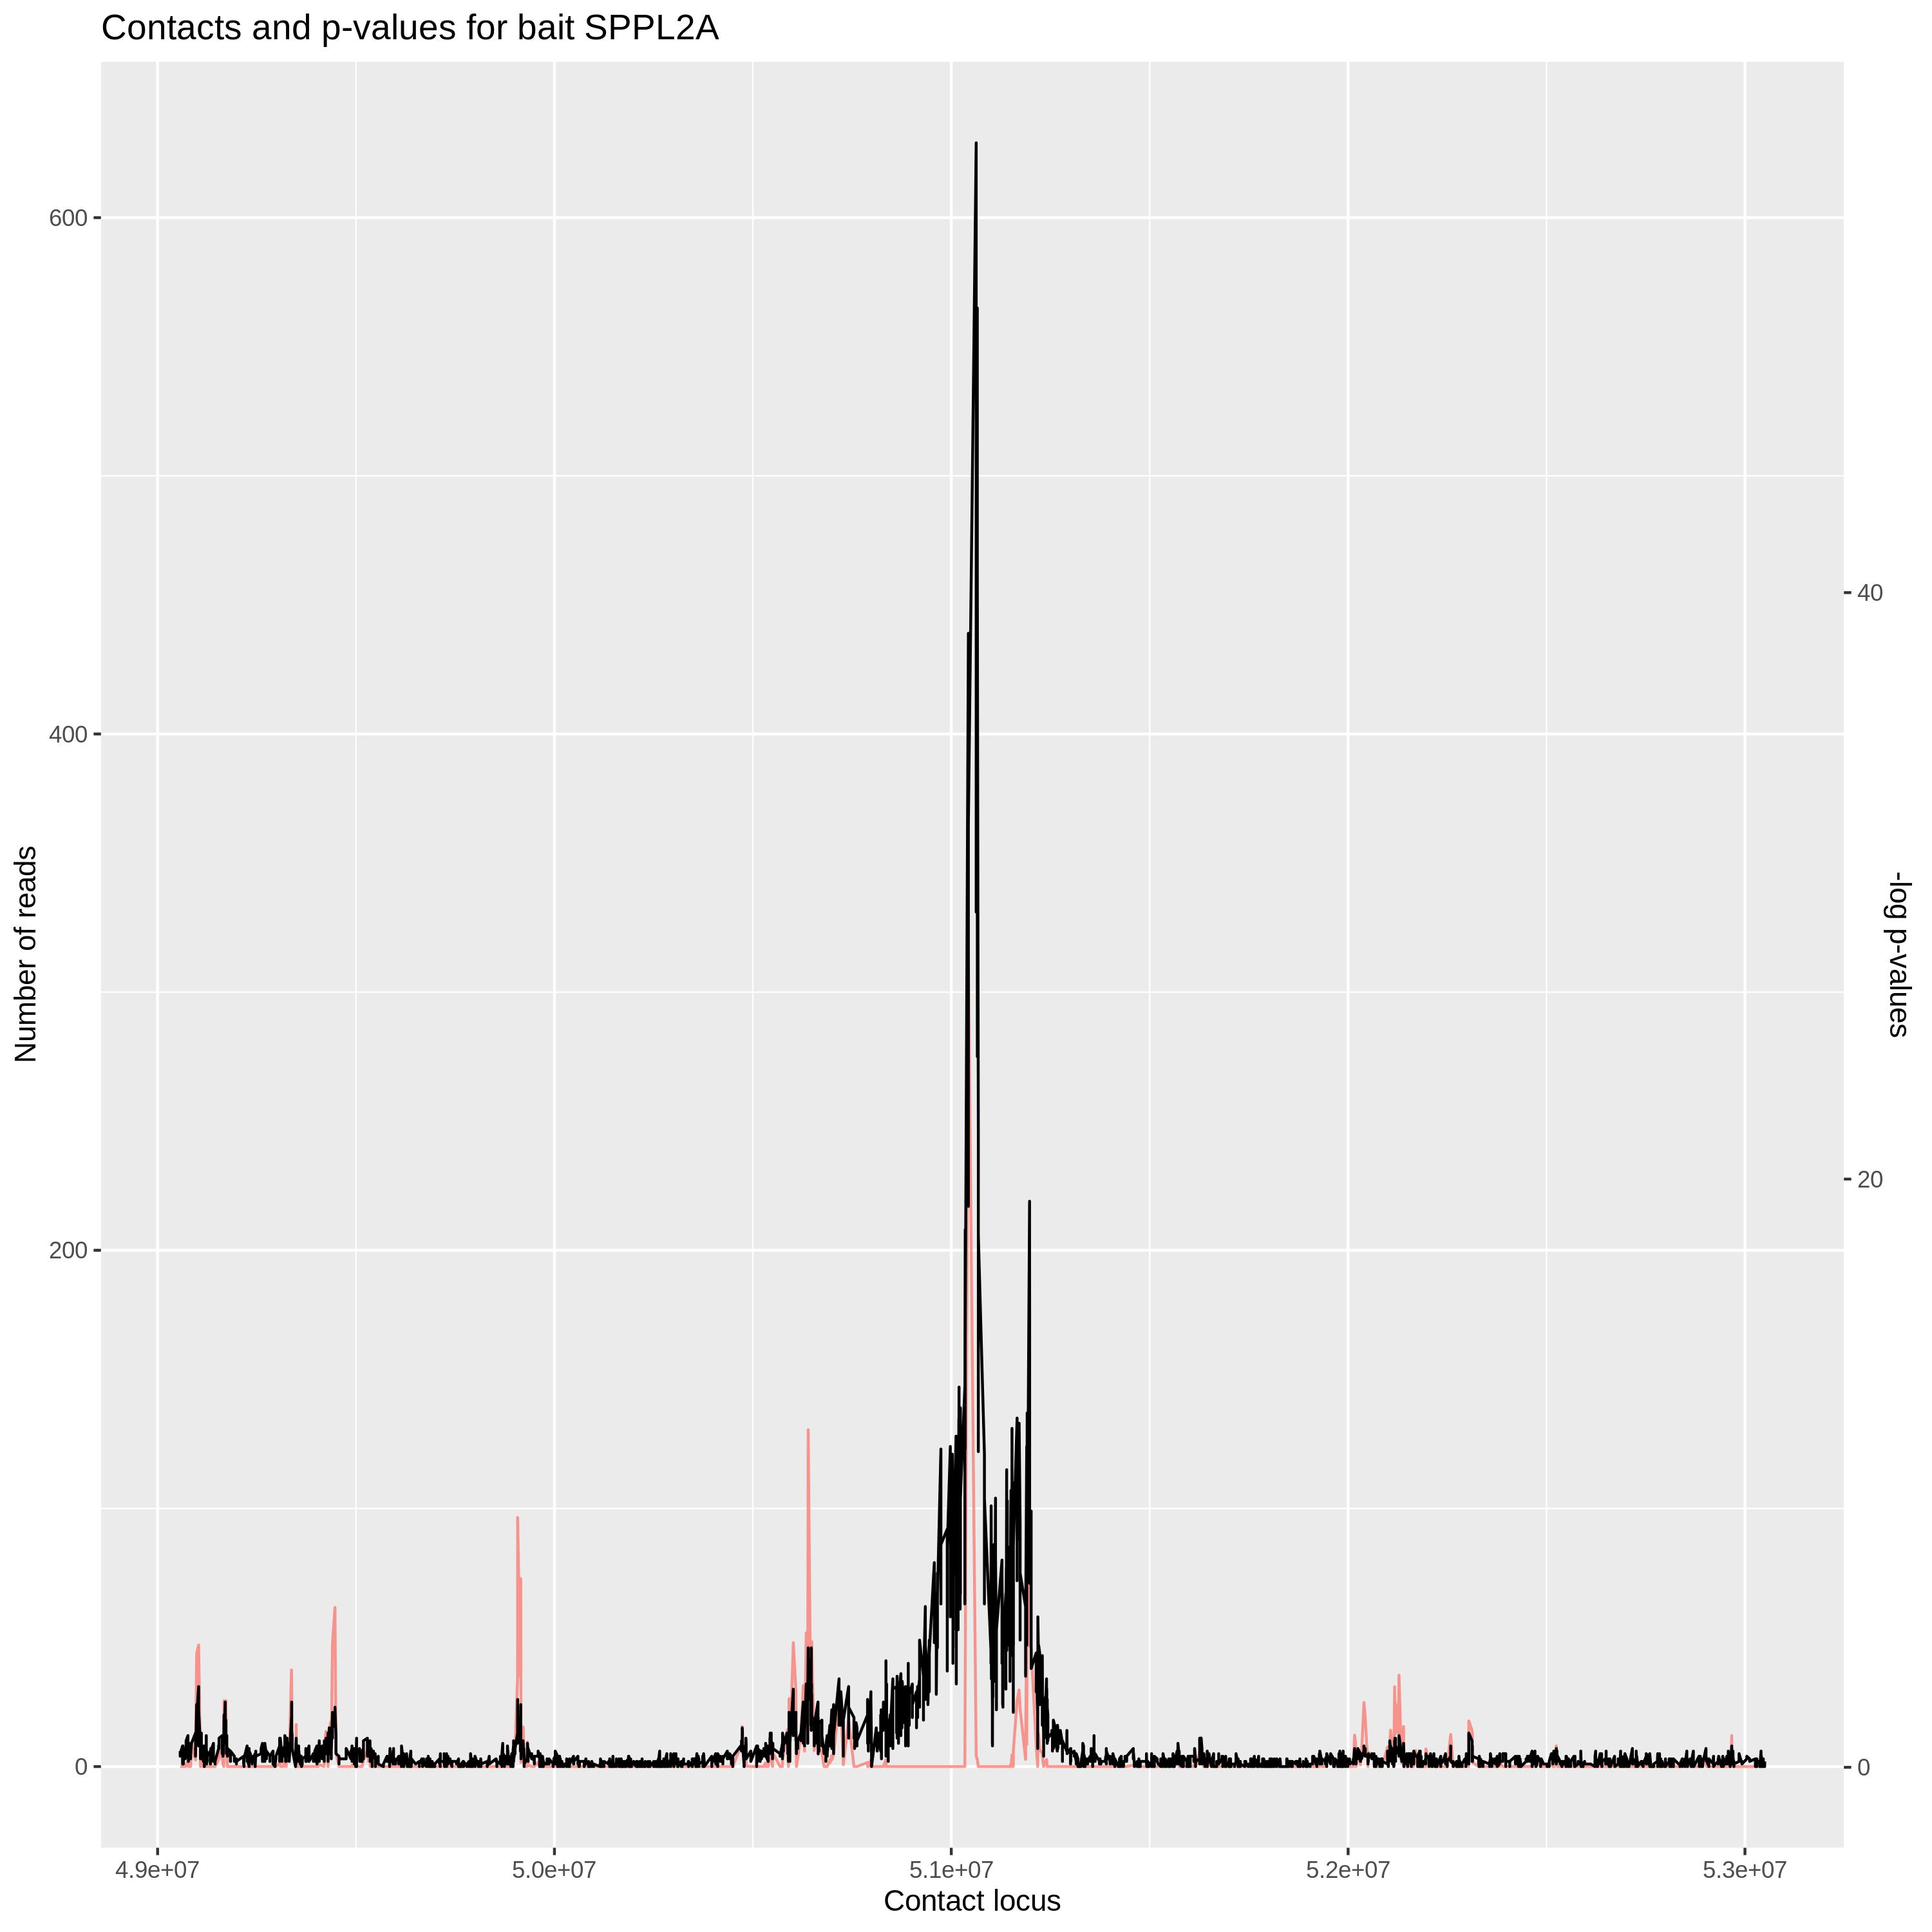 Contacts and p-values for bait SPPL2A
600
400
200
0
Number of reads
40
20
0
-log p-values
4.9e+07 5.0e+07 5.1e+07 5.2e+07 5.3e+07
Contact locus